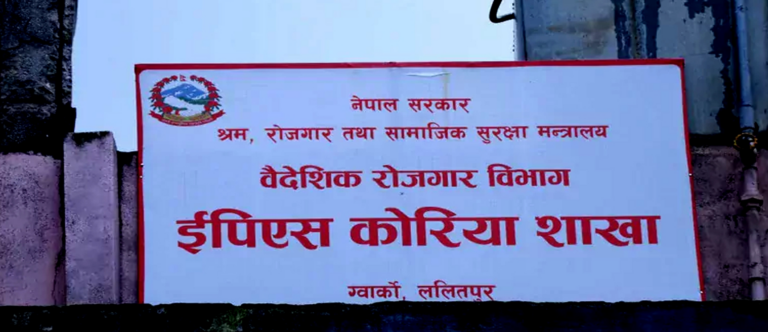 नेपाल सरकार
श्रम, रोजगार तथा सामाजिक सुरक्षा मन्त्रालय
वैदेशिक रोजगार विभाग
ईपिएस कोरिया शाखा
ग्वार्को, ललितपुर